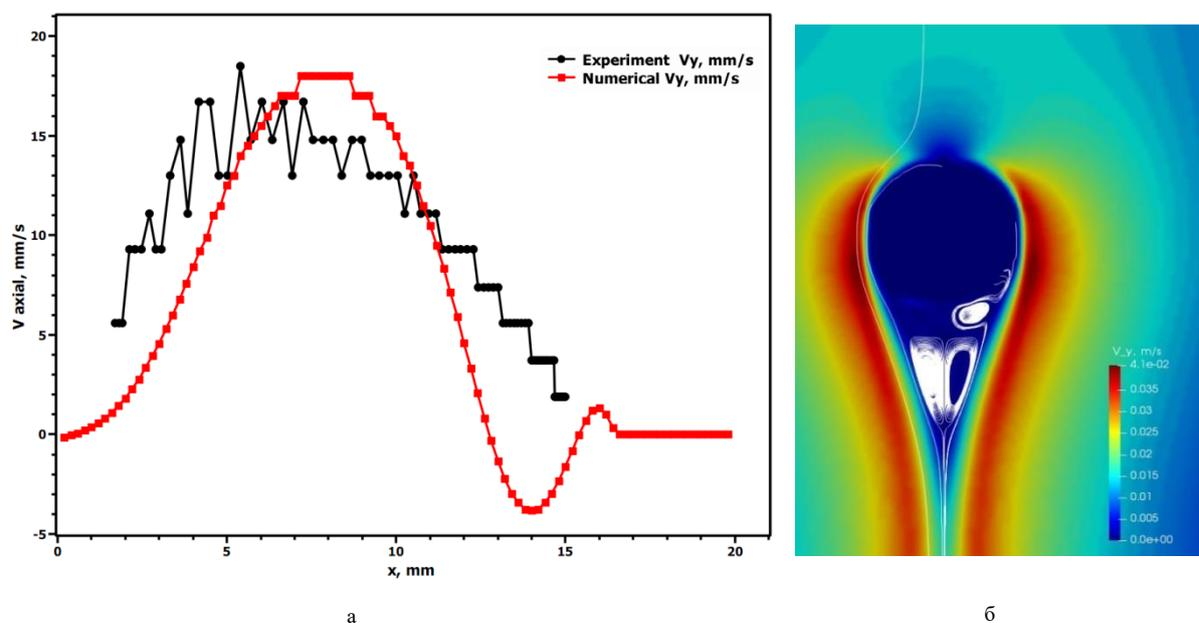 20
15
10
5
0
-5
V axial, mm/s
Experiment Vy, mm/s
Numerical Vy, mm/s
0 5 10 15 20
x, mm
V_y, m/s
4.1e-02
0.035
0.03
0.025
0.02
0.015
0.01
0.005
0.0e+00
а б